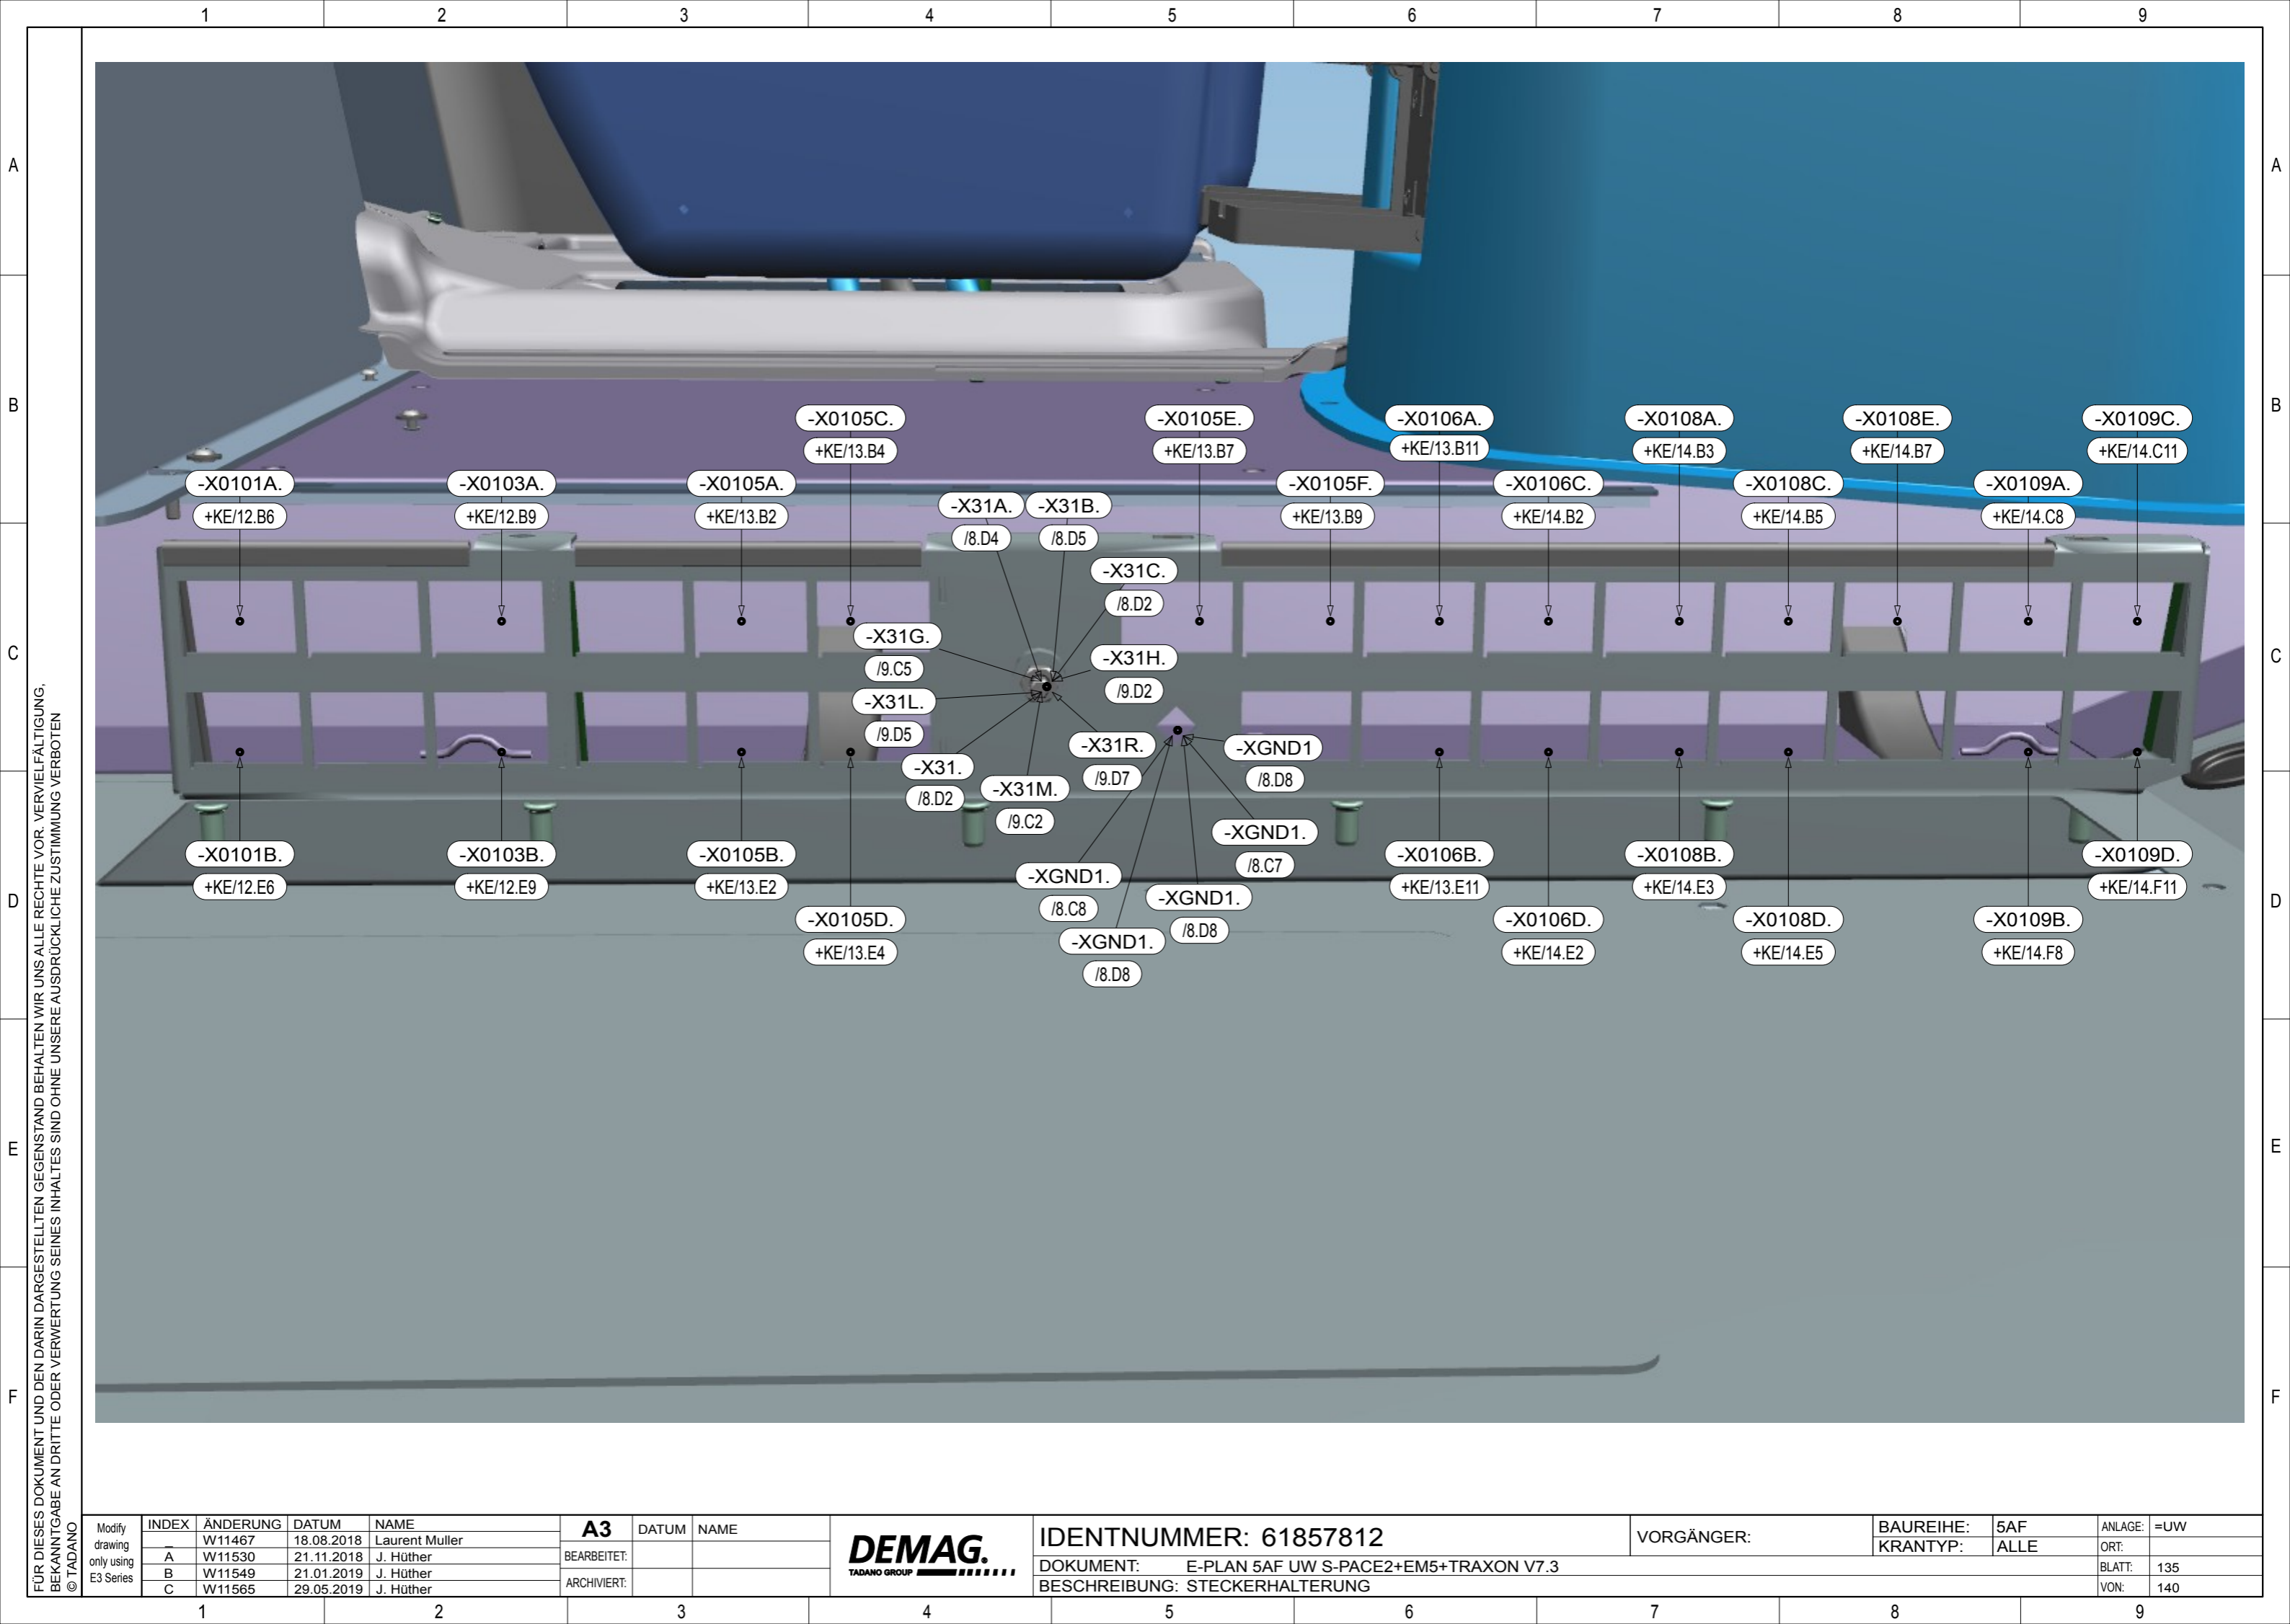 1 2 3 4 5 6 7 8 9
A A
B B
C C
D D
E E
F F
-X0105C.
+KE/13.B4
-X0105E.
+KE/13.B7
-X0106A.
+KE/13.B11
-X0108A.
+KE/14.B3
-X0108E.
+KE/14.B7
-X0109C.
+KE/14.C11
-X0101A.
+KE/12.B6
-X0103A.
+KE/12.B9
-X0105A.
+KE/13.B2
-X31A.
/8.D4
-X31B.
/8.D5
-X0105F.
+KE/13.B9
-X0106C.
+KE/14.B2
-X0108C.
+KE/14.B5
-X0109A.
+KE/14.C8
-X31C.
/8.D2
-X31G.
/9.C5
-X31H.
/9.D2
-X31L.
/9.D5
-X31R.
/9.D7
-XGND1
/8.D8
-X31.
/8.D2
-X31M.
/9.C2
-XGND1.
/8.C7
-X0101B.
+KE/12.E6
-X0103B.
+KE/12.E9
-X0105B.
+KE/13.E2
-X0105D.
+KE/13.E4
-XGND1.
/8.C8
-XGND1.
/8.D8
-XGND1.
/8.D8
-X0106B.
+KE/13.E11
-X0106D.
+KE/14.E2
-X0108B.
+KE/14.E3
-X0108D.
+KE/14.E5
-X0109B.
+KE/14.F8
-X0109D.
+KE/14.F11
FÜR DIESES DOKUMENT UND DEN DARIN DARGESTELLTEN GEGENSTAND BEHALTEN WIR UNS ALLE RECHTE VOR. VERVIELFÄLTIGUNG,
BEKANNTGABE AN DRITTE ODER VERWERTUNG SEINES INHALTES SIND OHNE UNSERE AUSDRÜCKLICHE ZUSTIMMUNG VERBOTEN
© TADANO
Modify
drawing
only using
E3 Series
INDEX ÄNDERUNG DATUM NAME
_ W11467 18.08.2018 Laurent Muller
A W11530 21.11.2018 J. Hüther
B W11549 21.01.2019 J. Hüther
C W11565 29.05.2019 J. Hüther
A3 DATUM NAME
BEARBEITET:
ARCHIVIERT:
DEMAG.
TADANO GROUP
IDENTNUMMER: 61857812
DOKUMENT: E-PLAN 5AF UW S-PACE2+EM5+TRAXON V7.3
BESCHREIBUNG: STECKERHALTERUNG
VORGÄNGER:
BAUREIHE: 5AF
KRANTYP: ALLE
ANLAGE: =UW
ORT:
BLATT: 135
VON: 140
1 2 3 4 5 6 7 8 9